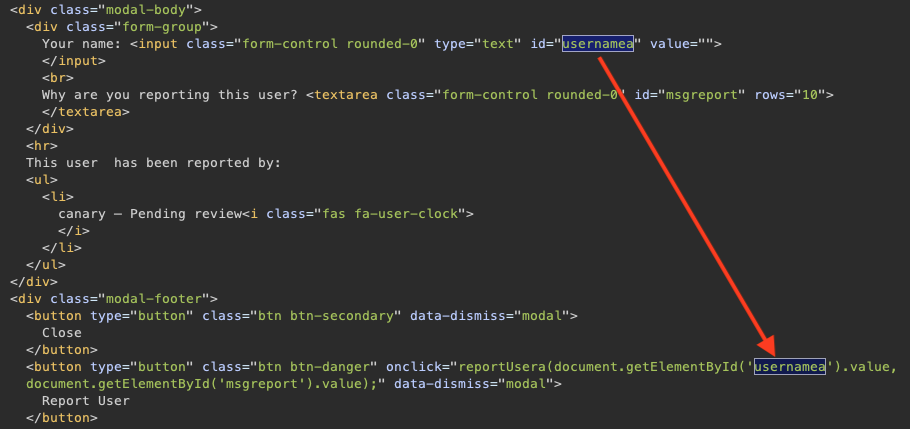 <div class="modal-body">
<div class="form-group">
Your name: <input class="form-control rounded-0" type="text" id="usernamea" value="">
</input>
<br>
Why are you reporting this user? <textarea class="form-control rounded-0" id="msgreport" rows="10">
</textarea>
</div>
<hr>
This user  has been reported by:
<ul>
<li>
canary – Pending review<i class="fas fa-user-clock">
</i>
</li>
</ul>
</div>
<div class="modal-footer">
<button type="button" class="btn btn-secondary" data-dismiss="modal">
Close
</button>
<button type="button" class="btn btn-danger" onclick="reportUsera(document.getElementById('usernamea').value,
document.getElementById('msgreport').value);" data-dismiss="modal">
Report User
</button>